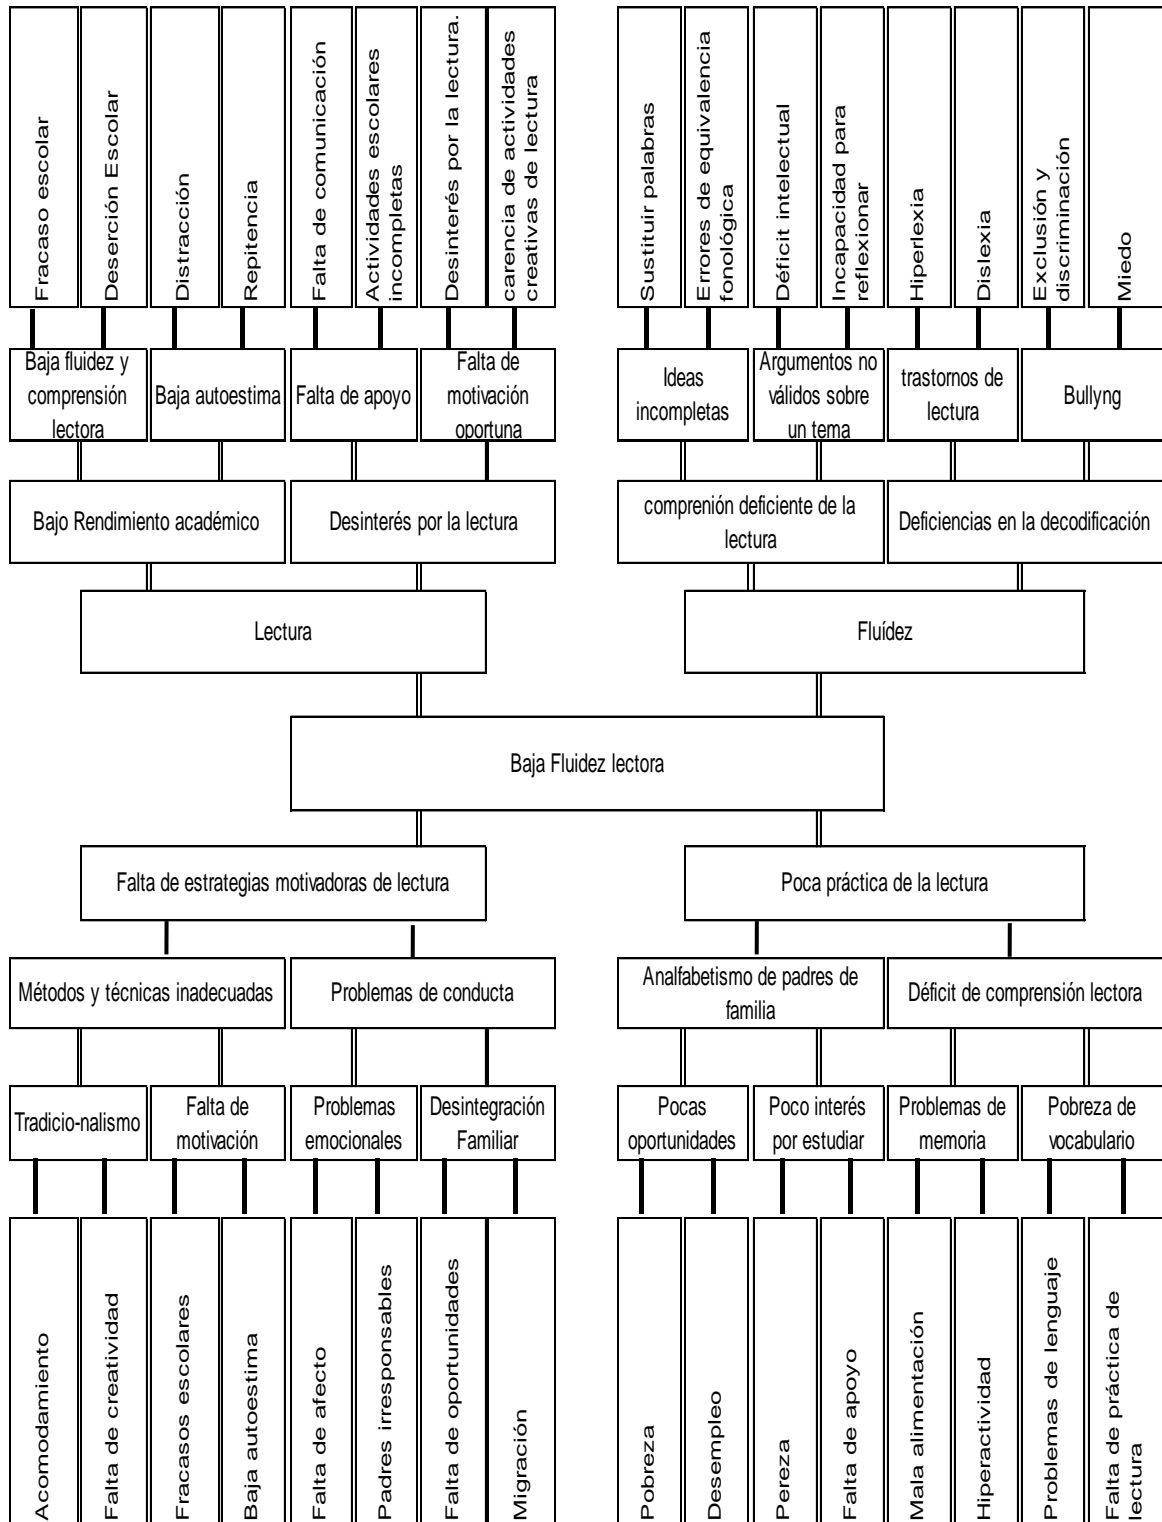 Fracaso escolar
Deserción Escolar
Distracción
Repitencia
Falta de comunicación
Actividades escolares
incompletas
Desinterés por la lectura.
carencia de actividades
creativas de lectura
Sustituir palabras
Errores de equivalencia
fonológica
Déficit intelectual
Incapacidad para
reflexionar
Hiperlexia
Dislexia
Exclusión y
discriminación
Miedo
Baja fluidez y
comprensión
lectora
Baja autoestima
Falta de apoyo
Falta de
motivación
oportuna
Ideas
incompletas
Argumentos no
válidos sobre
un tema
trastornos de
lectura
Bullyng
Bajo Rendimiento académico
Desinterés por la lectura
comprenión deficiente de la
lectura
Deficiencias en la decodificación
Lectura
Fluídez
Baja Fluidez lectora
Falta de estrategias motivadoras de lectura
Poca práctica de la lectura
Métodos y técnicas inadecuadas
Problemas de conducta
Analfabetismo de padres de
familia
Déficit de comprensión lectora
Tradicio-nalismo
Falta de
motivación
Problemas
emocionales
Desintegración
Familiar
Pocas
oportunidades
Poco interés
por estudiar
Problemas de
memoria
Pobreza de
vocabulario
Acomodamiento
Falta de creatividad
Fracasos escolares
Baja autoestima
Falta de afecto
Padres irresponsables
Falta de oportunidades
Migración
Pobreza
Desempleo
Pereza
Falta de apoyo
Mala alimentación
Hiperactividad
Problemas de lenguaje
Falta de práctica de
lectura